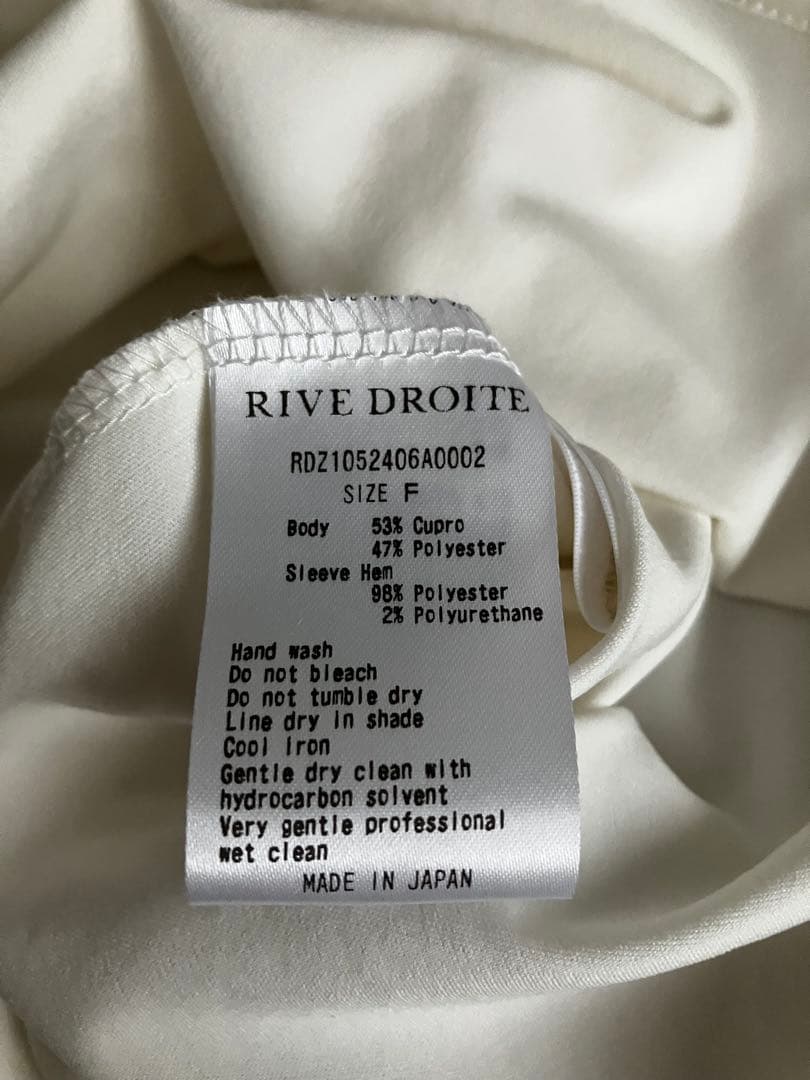 RIVE DROITE
RDZ1052406A0002
SIZE F
Body 53% Cupro
47% Polyester
Sleeve Hem
98% Polyester
2% Polyurethane
Hand wash
Do not bleach
Do not tumble dry
Line dry in shade
Cool iron
Gentle dry clean with
hydrocarbon solvent
Very gentle professional
wet clean
MADE IN JAPAN